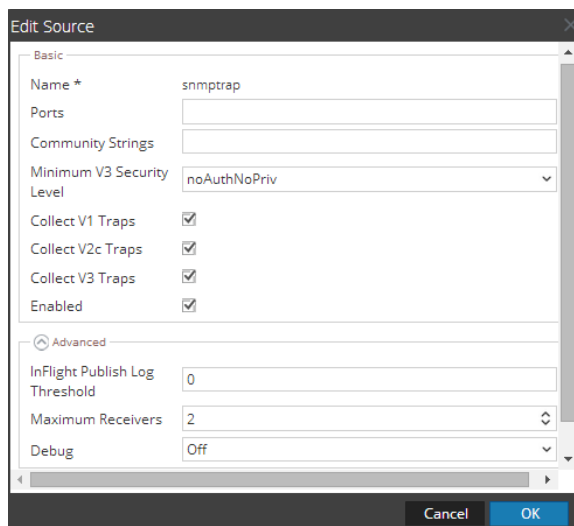 Edit Source
Basic
Name * snmptrap
Ports
Community Strings
Minimum V3 Security
Level
noAuthNoPriv
Collect V1 Traps
Collect V2c Traps
Collect V3 Traps
Enabled
Advanced
InFlight Publish Log
Threshold
0
Maximum Receivers 2
Debug Off
Cancel OK